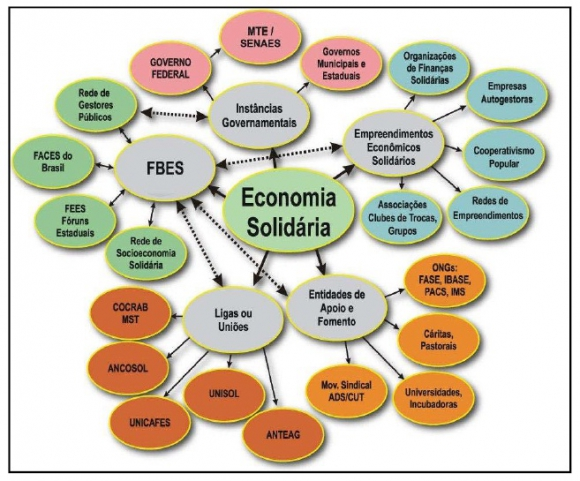 MTE /
SENAES
GOVERNO
FEDERAL
Governos
Municipais e
Estaduais
Organizações
de Finanças
Solidárias
Rede de
Gestores
Públicos
Instâncias
Governamentais
Empresas
Autogestoras
Empreendimentos
Econômicos
Solidários
FACES do
Brasil
FBES
Cooperativismo
Popular
Economia
Solidária
FEES
Fóruns
Estaduais
Associações
Clubes de Trocas,
Grupos
Redes de
Empreendimentos
Rede de
Socioeconomia
Solidária
ONGs:
FASE, IBASE,
PACS, IMS
COCRAB
MST
Ligas ou
Uniões
Entidades de
Apoio e
Fomento
Cáritas,
Pastorais
ANCOSOL
UNISOL
Mov. Sindical
ADS/CUT
Universidades,
Incubadoras
UNICAFES
ANTEAG